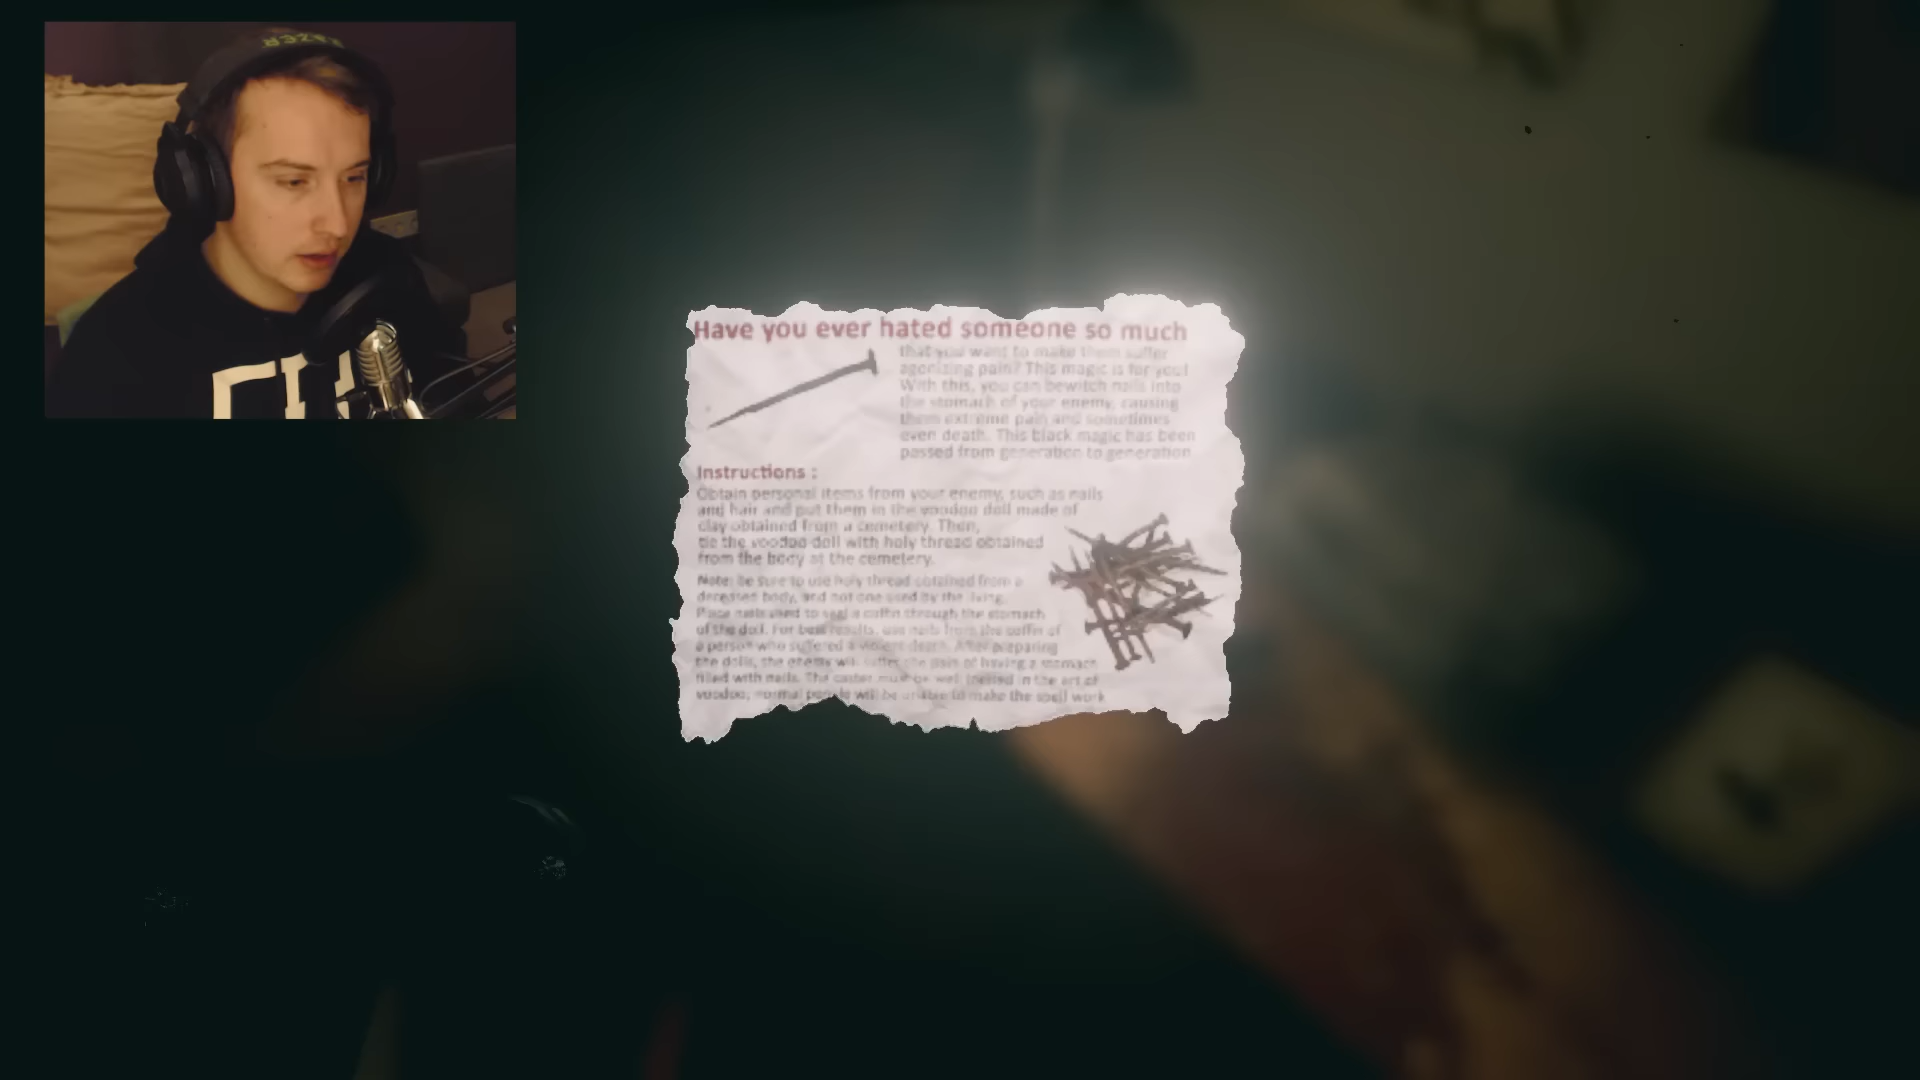 RAZER
Have you ever hated someone so much
that you want to make them suffer
agonizing pain? This magic is for you!
With this, you can bewitch nails into
the stomach of your enemy, causing
them extreme pain and sometimes
even death. This black magic has been
passed from generation to generation
Instructions :
Obtain personal items from your enemy, such as nails
and hair and put them in the voodoo doll made of
clay obtained from a cemetery. Then,
tie the voodoo doll with holy thread obtained
from the body at the cemetery.
Note: be sure to use holy thread obtained from a
deceased body, and not one used by the living.
Place nails used to seal a coffin through the stomach
of the doll. For best results, use nails from the coffin of
a person who suffered a violent death. After preparing
the dolls, the enemy will suffer the pain of having a stomach
filled with nails. The caster must be well in the art of
voodoo; normal people will be unable to make the spell work